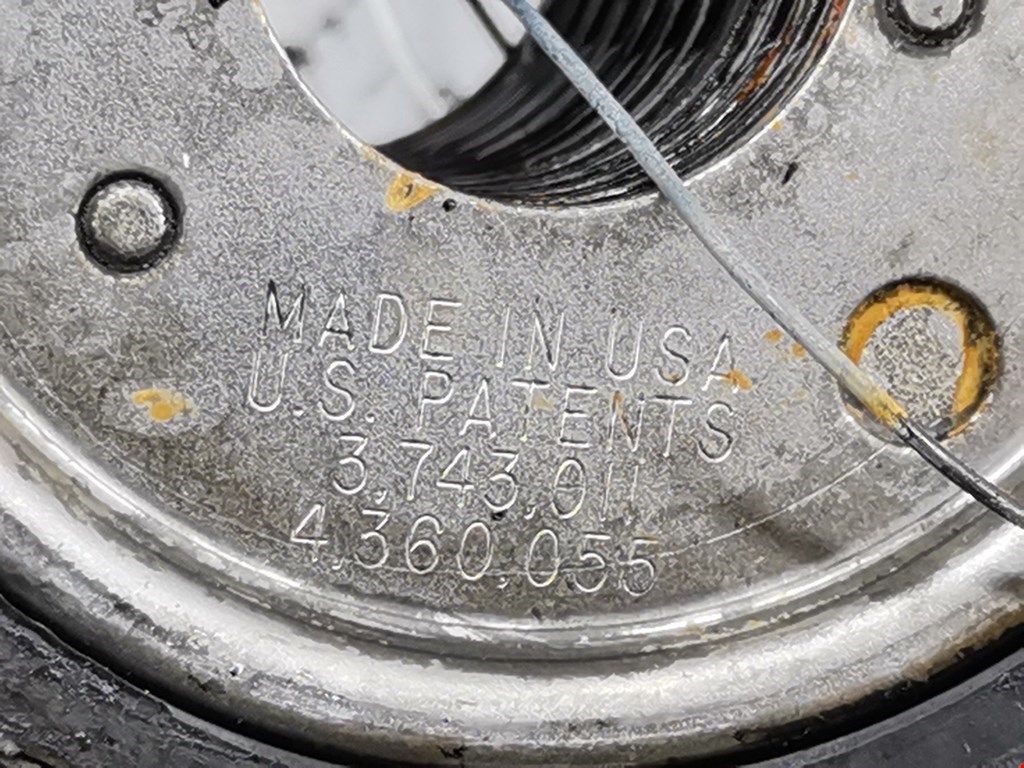 MADE IN USA
U.S. PATENTS
3,743,011
4,360,055